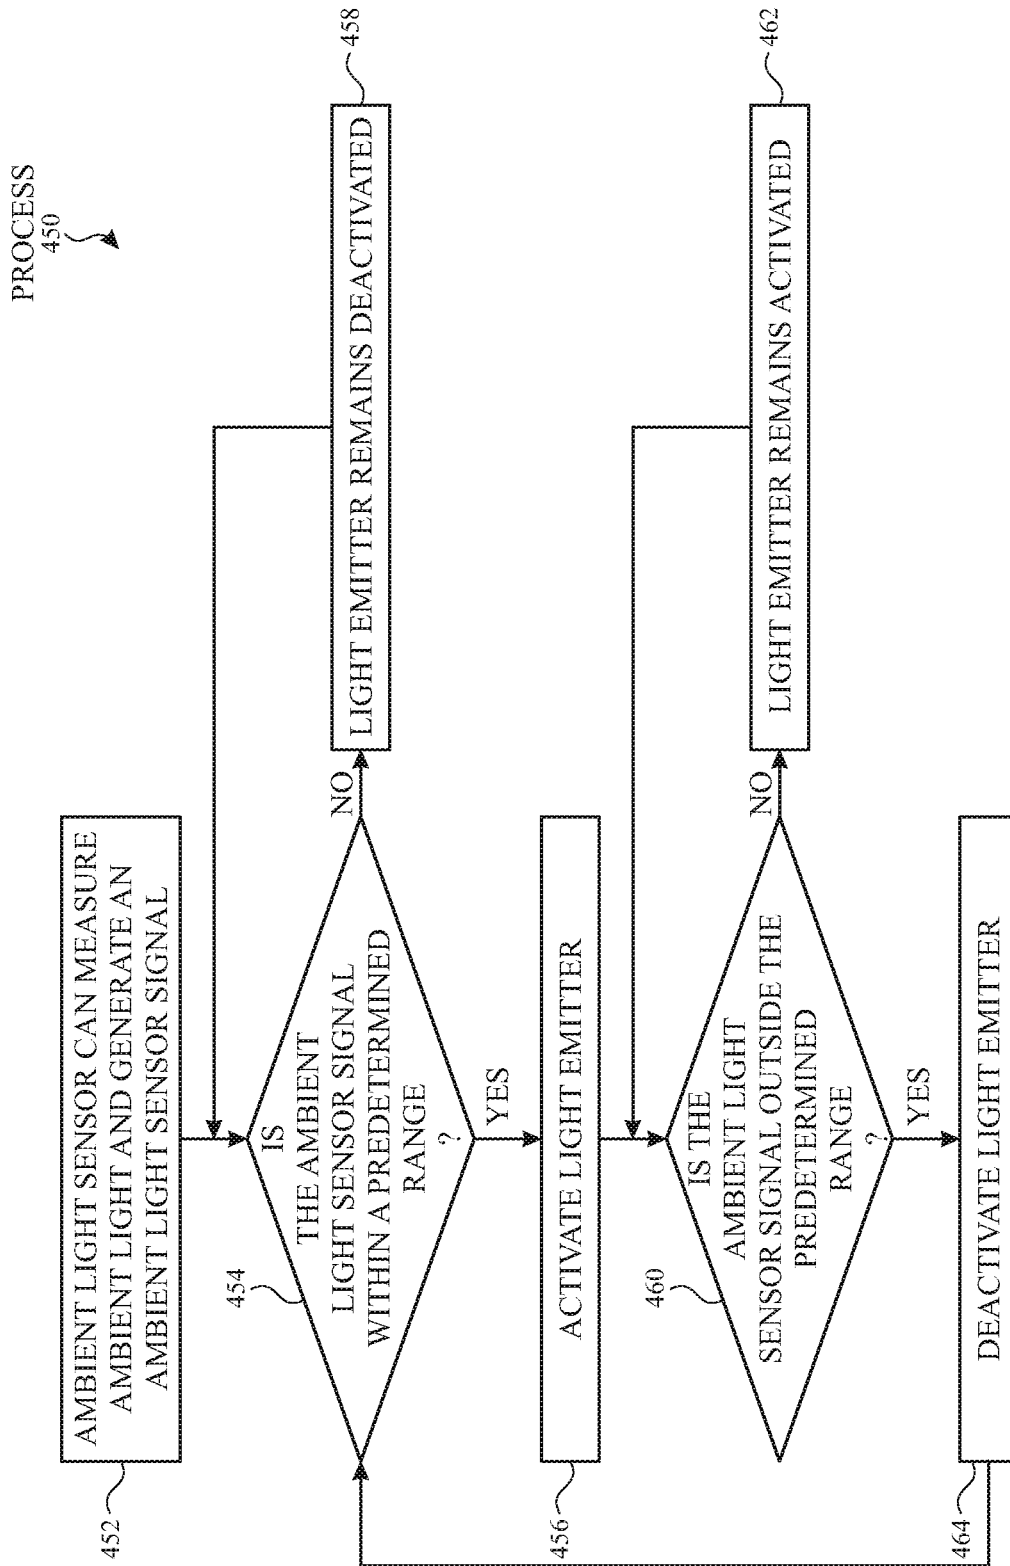 PROCESS
450
AMBIENT LIGHT SENSOR CAN MEASURE
AMBIENT LIGHT AND GENERATE AN
AMBIENT LIGHT SENSOR SIGNAL
452
IS
THE AMBIENT
LIGHT SENSOR SIGNAL
WITHIN A PREDETERMINED
RANGE
?
454
NO
LIGHT EMITTER REMAINS DEACTIVATED
458
YES
ACTIVATE LIGHT EMITTER
456
IS THE
AMBIENT LIGHT
SENSOR SIGNAL OUTSIDE THE
PREDETERMINED
RANGE
?
460
NO
LIGHT EMITTER REMAINS ACTIVATED
462
YES
DEACTIVATE LIGHT EMITTER
464